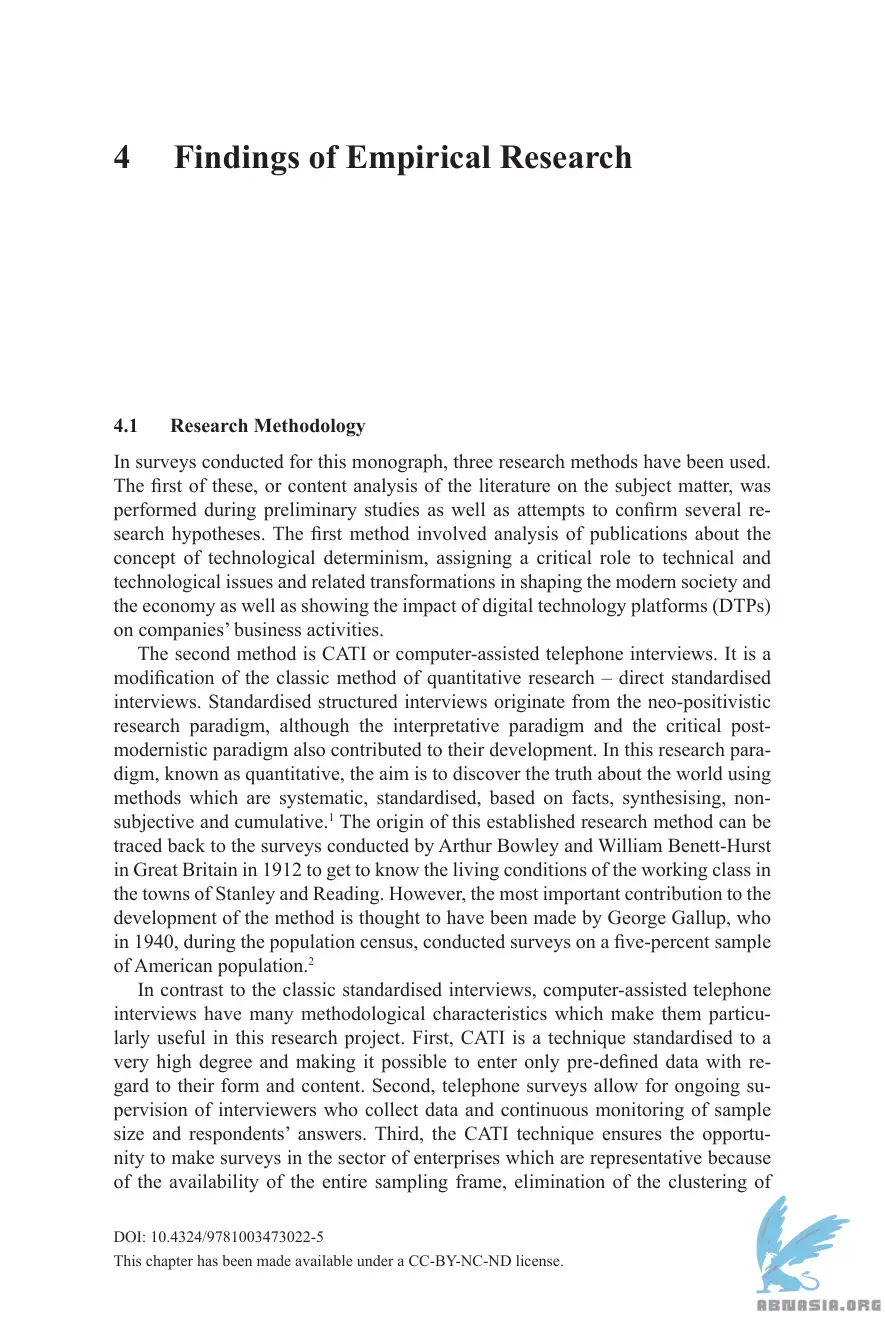 4 Findings of Empirical Research
4.1 Research Methodology
In surveys conducted for this monograph, three research methods have been used.
The first of these, or content analysis of the literature on the subject matter, was
performed during preliminary studies as well as attempts to confirm several re-
search hypotheses. The first method involved analysis of publications about the
concept of technological determinism, assigning a critical role to technical and
technological issues and related transformations in shaping the modern society and
the economy as well as showing the impact of digital technology platforms (DTPs)
on companies’ business activities.
The second method is CATI or computer-assisted telephone interviews. It is a
modification of the classic method of quantitative research – direct standardised
interviews. Standardised structured interviews originate from the neo-positivistic
research paradigm, although the interpretative paradigm and the critical post-
modernistic paradigm also contributed to their development. In this research para-
digm, known as quantitative, the aim is to discover the truth about the world using
methods which are systematic, standardised, based on facts, synthesising, non-
subjective and cumulative.1 The origin of this established research method can be
traced back to the surveys conducted by Arthur Bowley and William Benett-Hurst
in Great Britain in 1912 to get to know the living conditions of the working class in
the towns of Stanley and Reading. However, the most important contribution to the
development of the method is thought to have been made by George Gallup, who
in 1940, during the population census, conducted surveys on a five-percent sample
of American population.2
In contrast to the classic standardised interviews, computer-assisted telephone
interviews have many methodological characteristics which make them particu-
larly useful in this research project. First, CATI is a technique standardised to a
very high degree and making it possible to enter only pre-defined data with re-
gard to their form and content. Second, telephone surveys allow for ongoing su-
pervision of interviewers who collect data and continuous monitoring of sample
size and respondents’ answers. Third, the CATI technique ensures the opportu-
nity to make surveys in the sector of enterprises which are representative because
of the availability of the entire sampling frame, elimination of the clustering of
DOI: 10.4324/9781003473022-5
This chapter has been made available under a CC-BY-NC-ND license.
ABNASIA.ORG